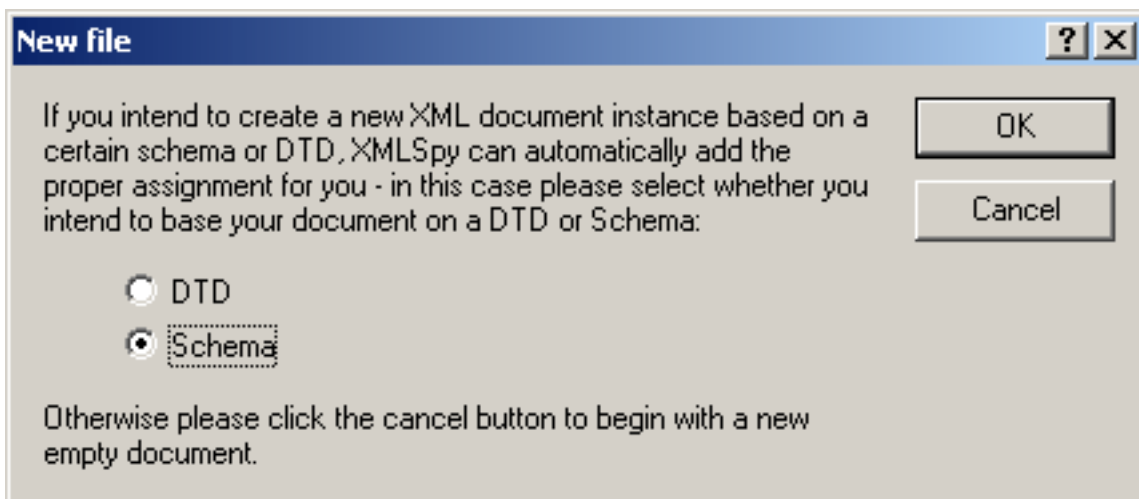 New file
If you intend to create a new XML document instance based on a
certain schema or DTD, XMLSpy can automatically add the
proper assignment for you - in this case please select whether you
intend to base your document on a DTD or Schema:
OK
Cancel
DTD
Schema
Otherwise please click the cancel button to begin with a new
empty document.